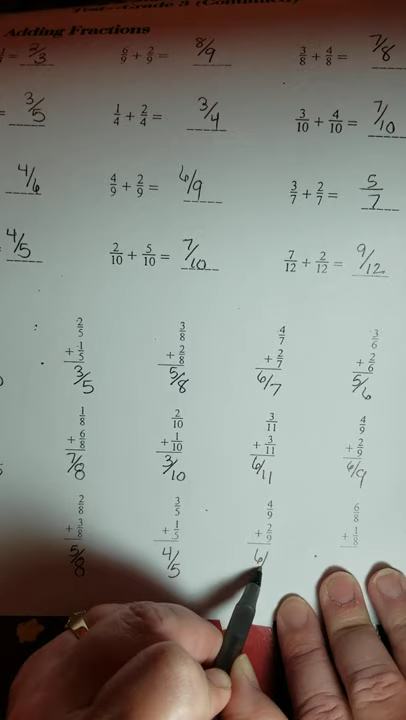 Test—Grade 3 (Continued)
Adding Fractions
= 2/3 6/9 + 2/9 = 8/9 3/8 + 4/8 = 7/8
= 3/5 1/4 + 2/4 = 3/4 3/10 + 4/10 = 7/10
4/6 4/9 + 2/9 = 6/9 3/7 + 2/7 = 5/7
4/5 2/10 + 5/10 = 7/10 7/12 + 2/12 = 9/12
2/5 3/8 4/7 3/6
+ 1/5 + 2/8 + 2/7 + 2/6
3/5 5/8 6/7 5/6
1/8 2/10 3/11 4/9
+ 6/8 + 1/10 + 3/11 + 2/9
7/8 3/10 6/11 6/9
2/8 3/5 4/9 6/8
+ 3/8 + 1/5 + 2/9 + 1/8
5/8 4/5 6/